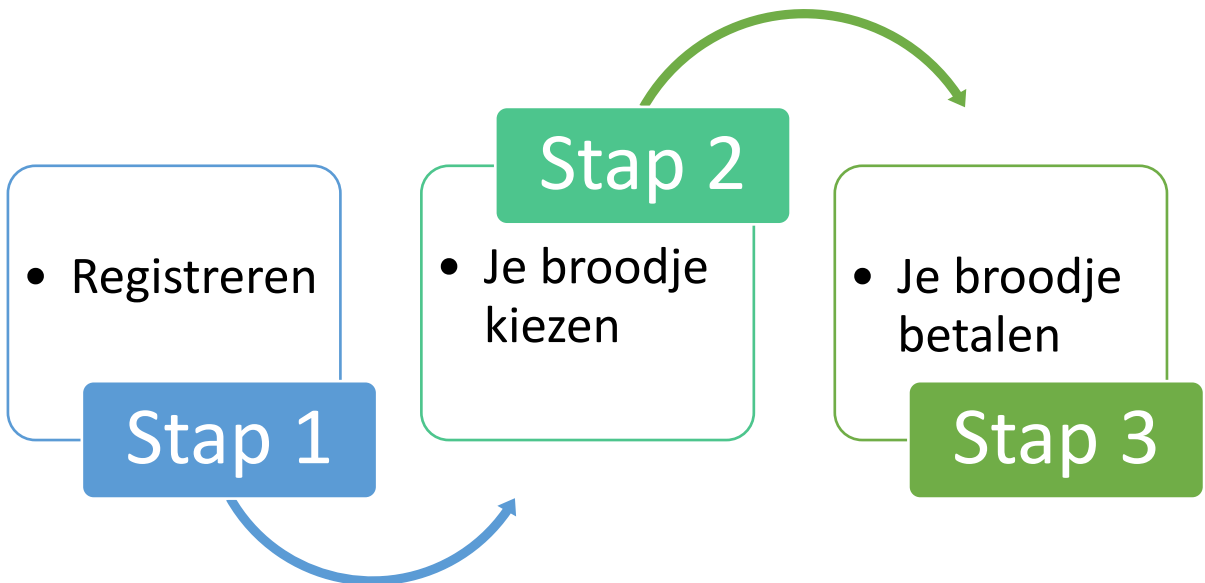 • Registreren
Stap 1
Stap 2
• Je broodje
kiezen
• Je broodje
betalen
Stap 3